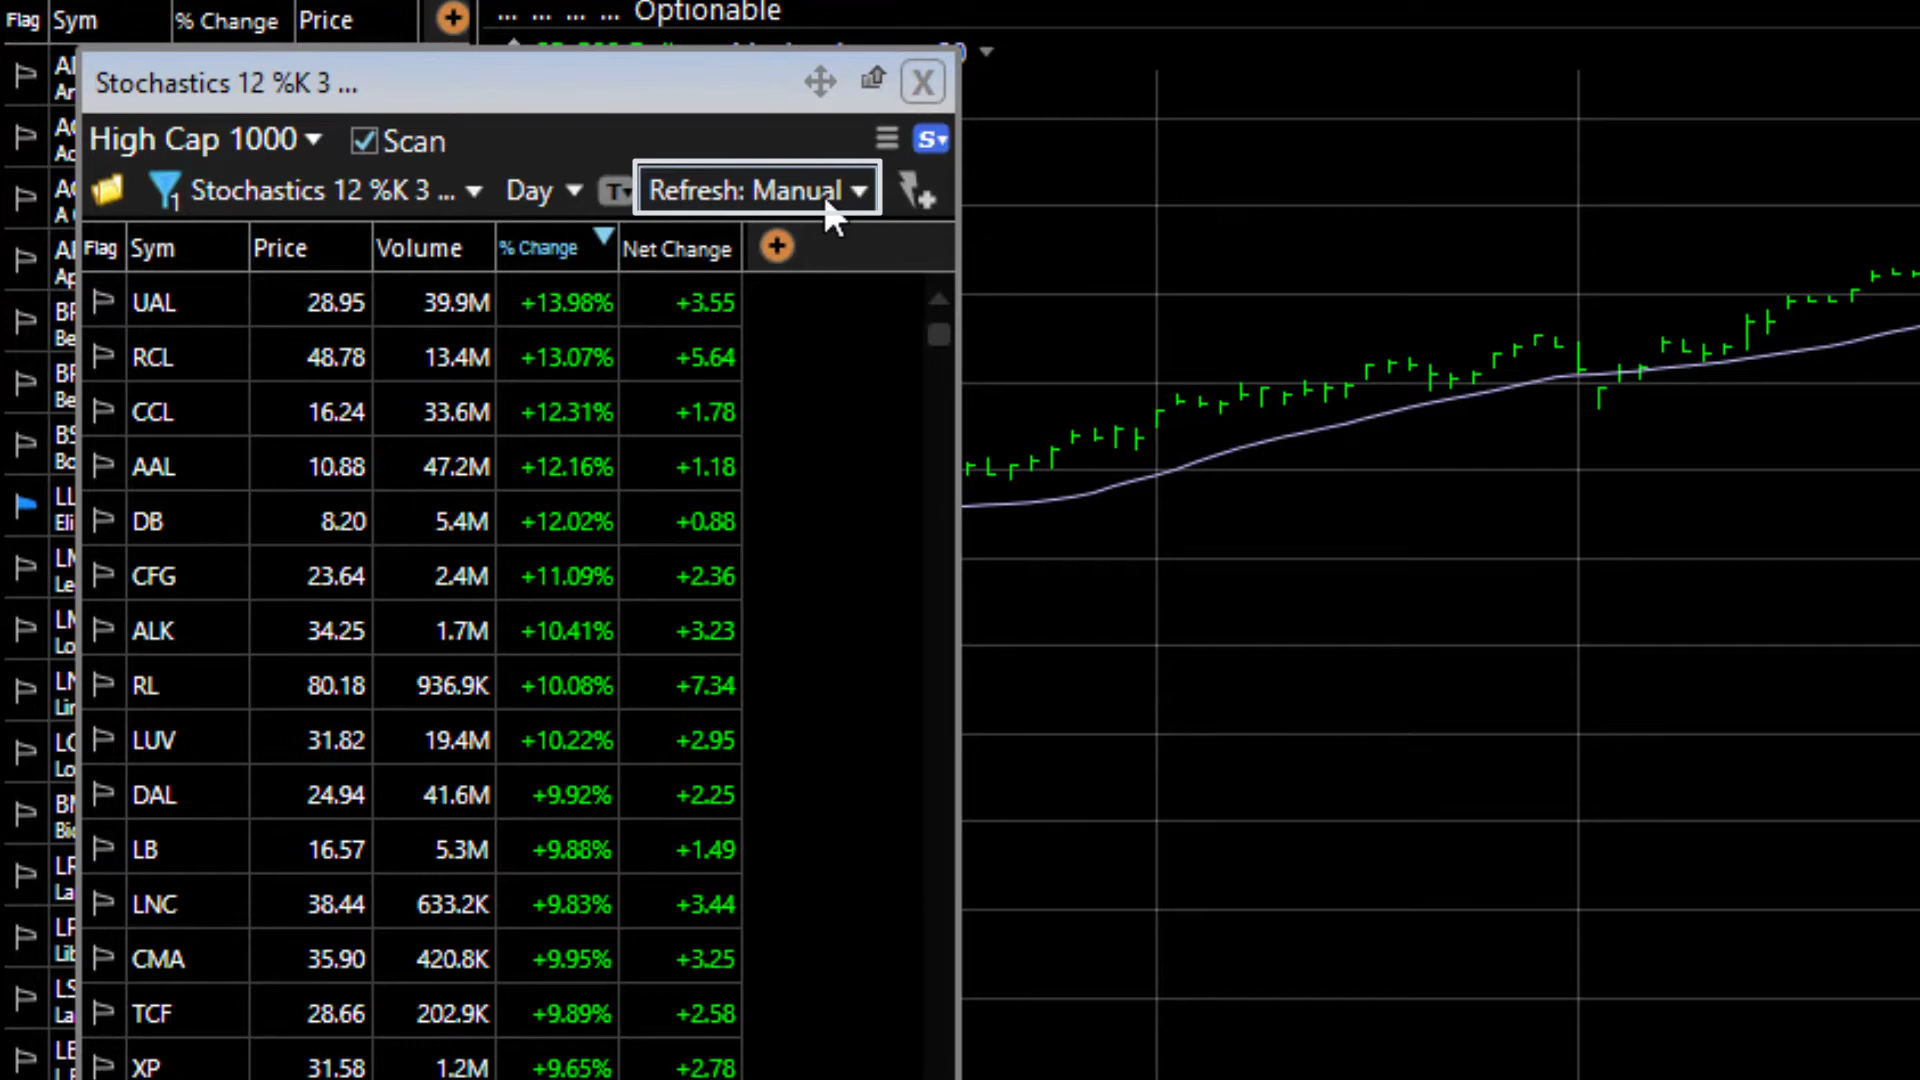 Flag Sym % Change Price
... ... ... ... Optionable
Stochastics 12 %K 3 ... X
High Cap 1000 Scan S
1 Stochastics 12 %K 3 ... Day T Refresh: Manual
Flag Sym Price Volume % Change Net Change
UAL 28.95 39.9M +13.98% +3.55
RCL 48.78 13.4M +13.07% +5.64
CCL 16.24 33.6M +12.31% +1.78
AAL 10.88 47.2M +12.16% +1.18
DB 8.20 5.4M +12.02% +0.88
CFG 23.64 2.4M +11.09% +2.36
ALK 34.25 1.7M +10.41% +3.23
RL 80.18 936.9K +10.08% +7.34
LUV 31.82 19.4M +10.22% +2.95
DAL 24.94 41.6M +9.92% +2.25
LB 16.57 5.3M +9.88% +1.49
LNC 38.44 633.2K +9.83% +3.44
CMA 35.90 420.8K +9.95% +3.25
TCF 28.66 202.9K +9.89% +2.58
XP 31.58 1.2M +9.65% +2.78